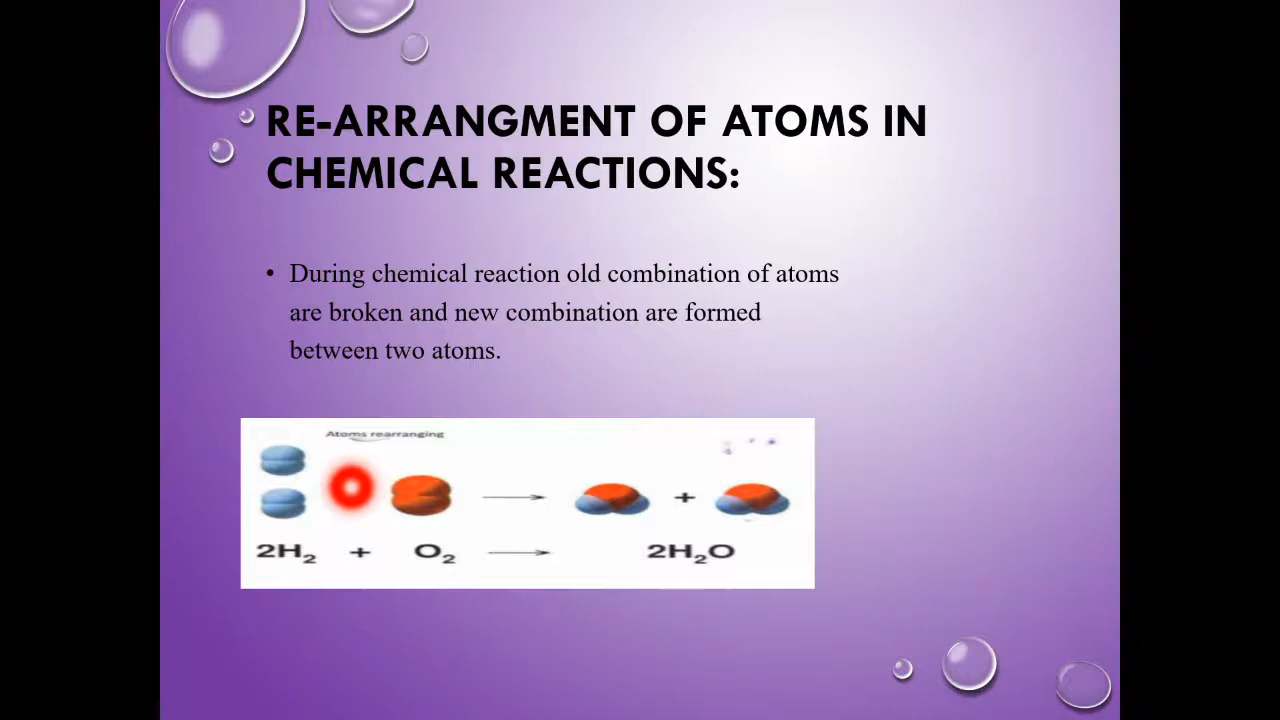 RE-ARRANGMENT OF ATOMS IN
CHEMICAL REACTIONS:
• During chemical reaction old combination of atoms
are broken and new combination are formed
between two atoms.
Atoms rearranging
+
2H₂ + O₂ → 2H₂O